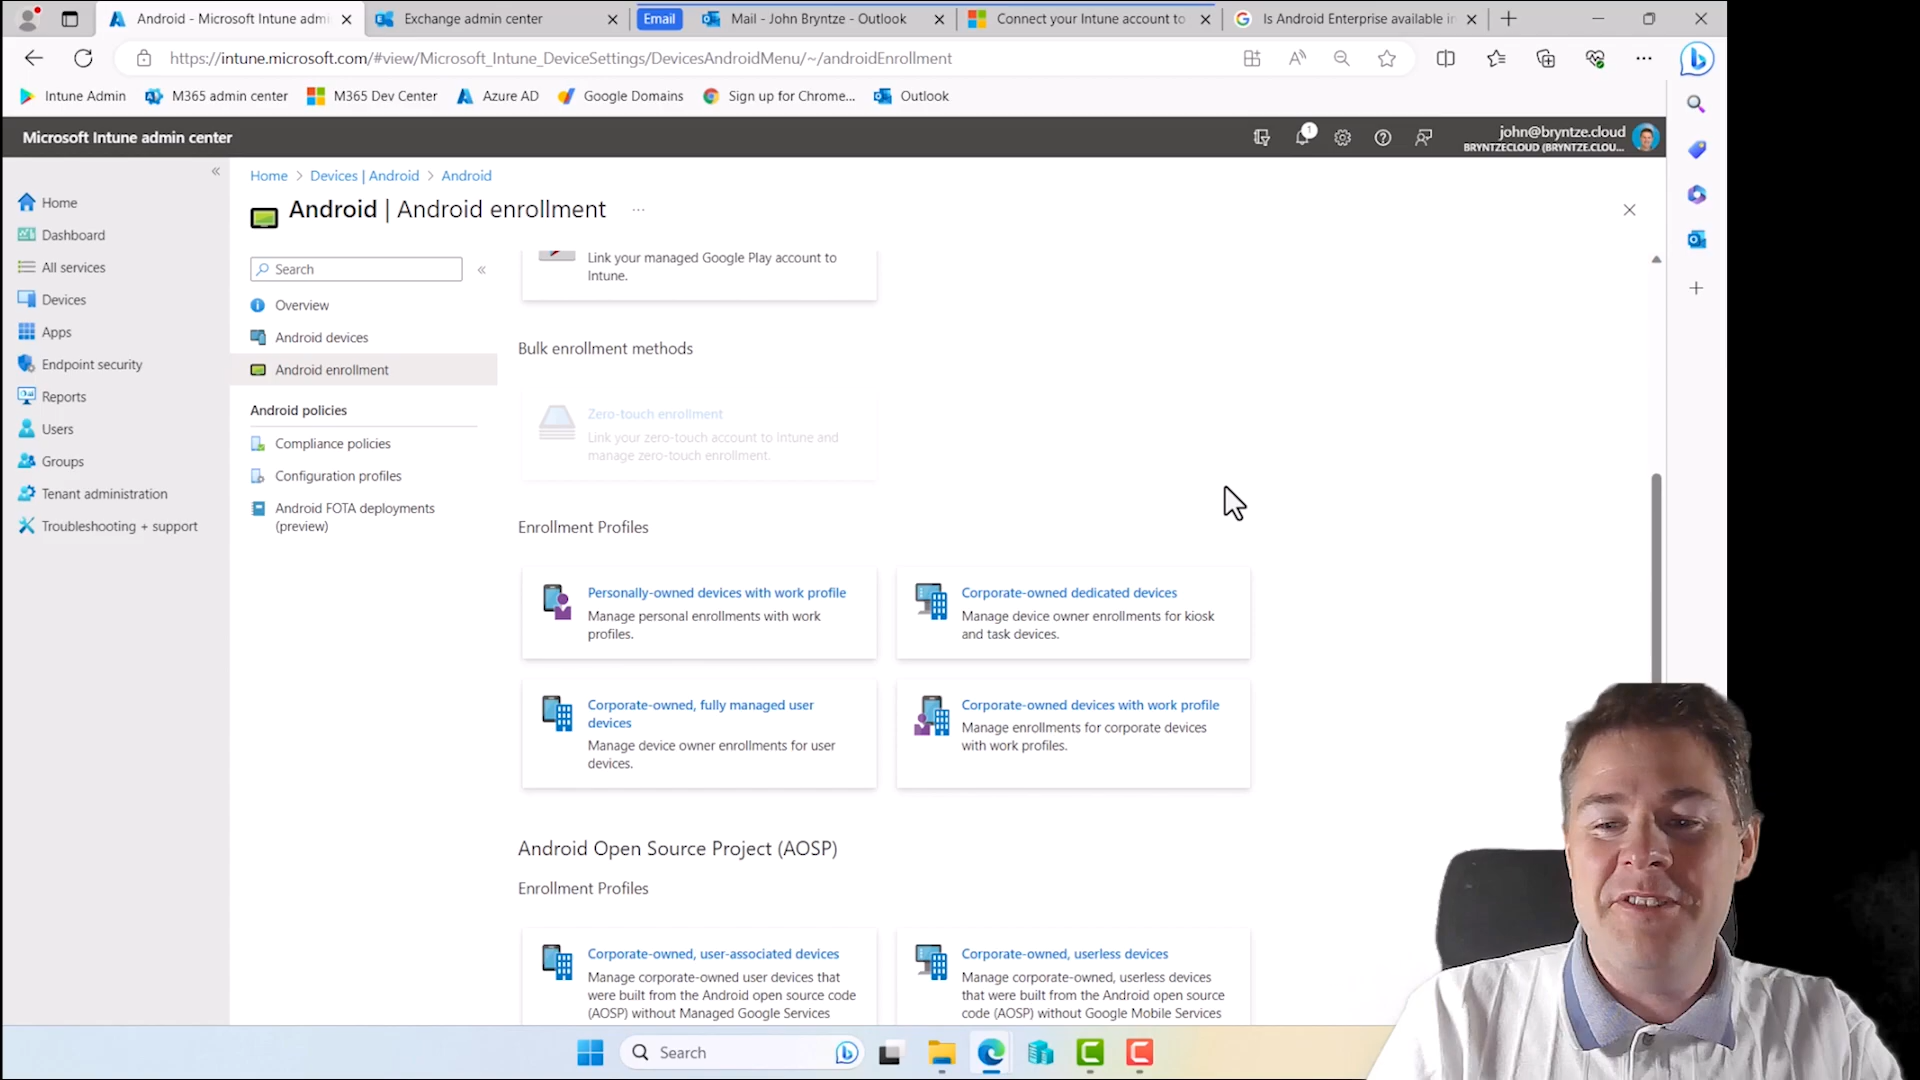 Android - Microsoft Intune admi
Exchange admin center
Email
Mail - John Bryntze - Outlook
Connect your Intune account to
Is Android Enterprise available in
https://intune.microsoft.com/#view/Microsoft_Intune_DeviceSettings/DevicesAndroidMenu/~/androidEnrollment
Intune Admin
M365 admin center
M365 Dev Center
Azure AD
Google Domains
Sign up for Chrome...
Outlook
Microsoft Intune admin center
1
john@bryntze.cloud
BRYNTZECLOUD (BRYNTZE.CLOU...
Home
Dashboard
All services
Devices
Apps
Endpoint security
Reports
Users
Groups
Tenant administration
Troubleshooting + support
Home > Devices | Android > Android
Android | Android enrollment
Search
Overview
Android devices
Android enrollment
Android policies
Compliance policies
Configuration profiles
Android FOTA deployments
(preview)
Link your managed Google Play account to
Intune.
Bulk enrollment methods
Zero-touch enrollment
Link your zero-touch account to Intune and
manage zero-touch enrollment.
Enrollment Profiles
Personally-owned devices with work profile
Manage personal enrollments with work
profiles.
Corporate-owned dedicated devices
Manage device owner enrollments for kiosk
and task devices.
Corporate-owned, fully managed user
devices
Manage device owner enrollments for user
devices.
Corporate-owned devices with work profile
Manage enrollments for corporate devices
with work profiles.
Android Open Source Project (AOSP)
Enrollment Profiles
Corporate-owned, user-associated devices
Manage corporate-owned user devices that
were built from the Android open source code
(AOSP) without Managed Google Services
Corporate-owned, userless devices
Manage corporate-owned, userless devices
that were built from the Android open source
code (AOSP) without Google Mobile Services
Search